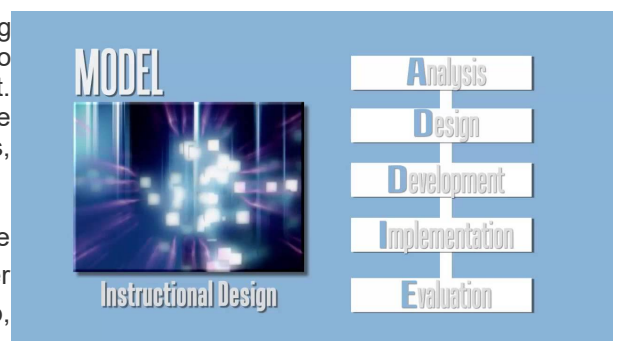 MODEL
Instructional Design
Analysis
Design
Development
Implementation
Evaluation